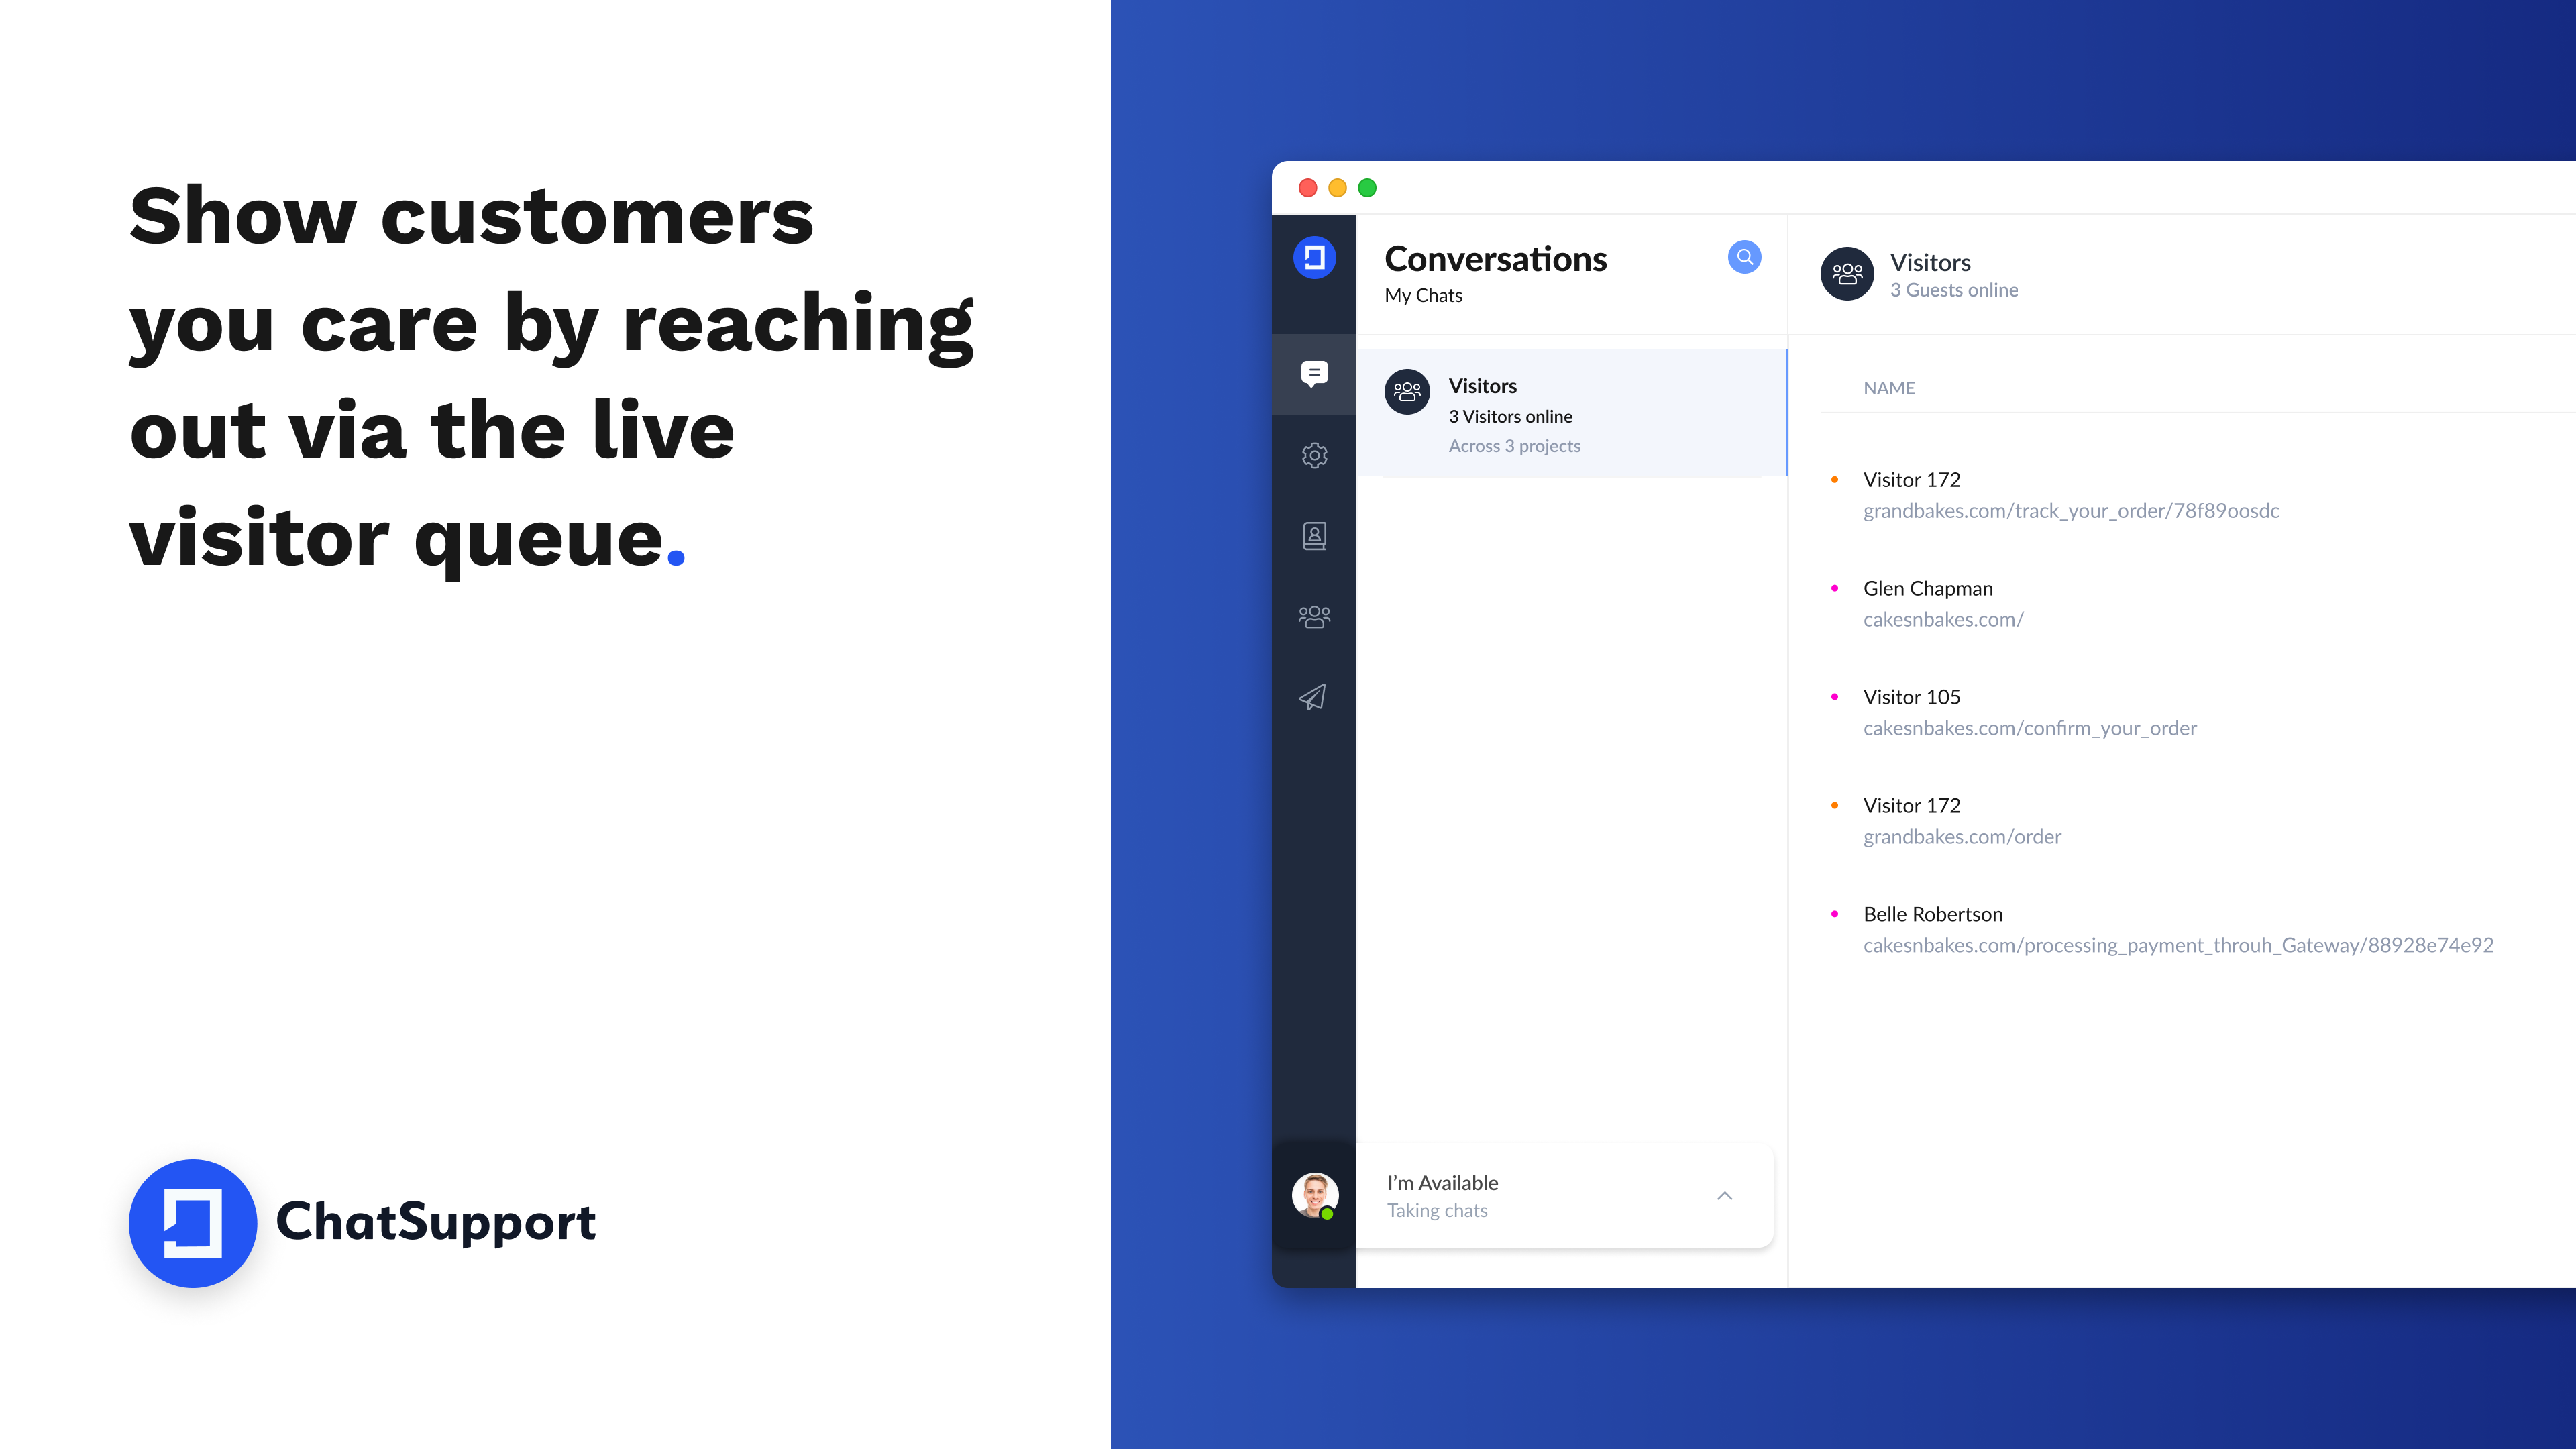 Show customers
you care by reaching
out via the live
visitor queue.
ChatSupport
Conversations
My Chats
Visitors
3 Visitors online
Across 3 projects
I’m Available
Taking chats
Visitors
3 Guests online
NAME
Visitor 172
grandbakes.com/track_your_order/78f89oosdc
Glen Chapman
cakesnbakes.com/
Visitor 105
cakesnbakes.com/confirm_your_order
Visitor 172
grandbakes.com/order
Belle Robertson
cakesnbakes.com/processing_payment_throuh_Gateway/88928e74e92